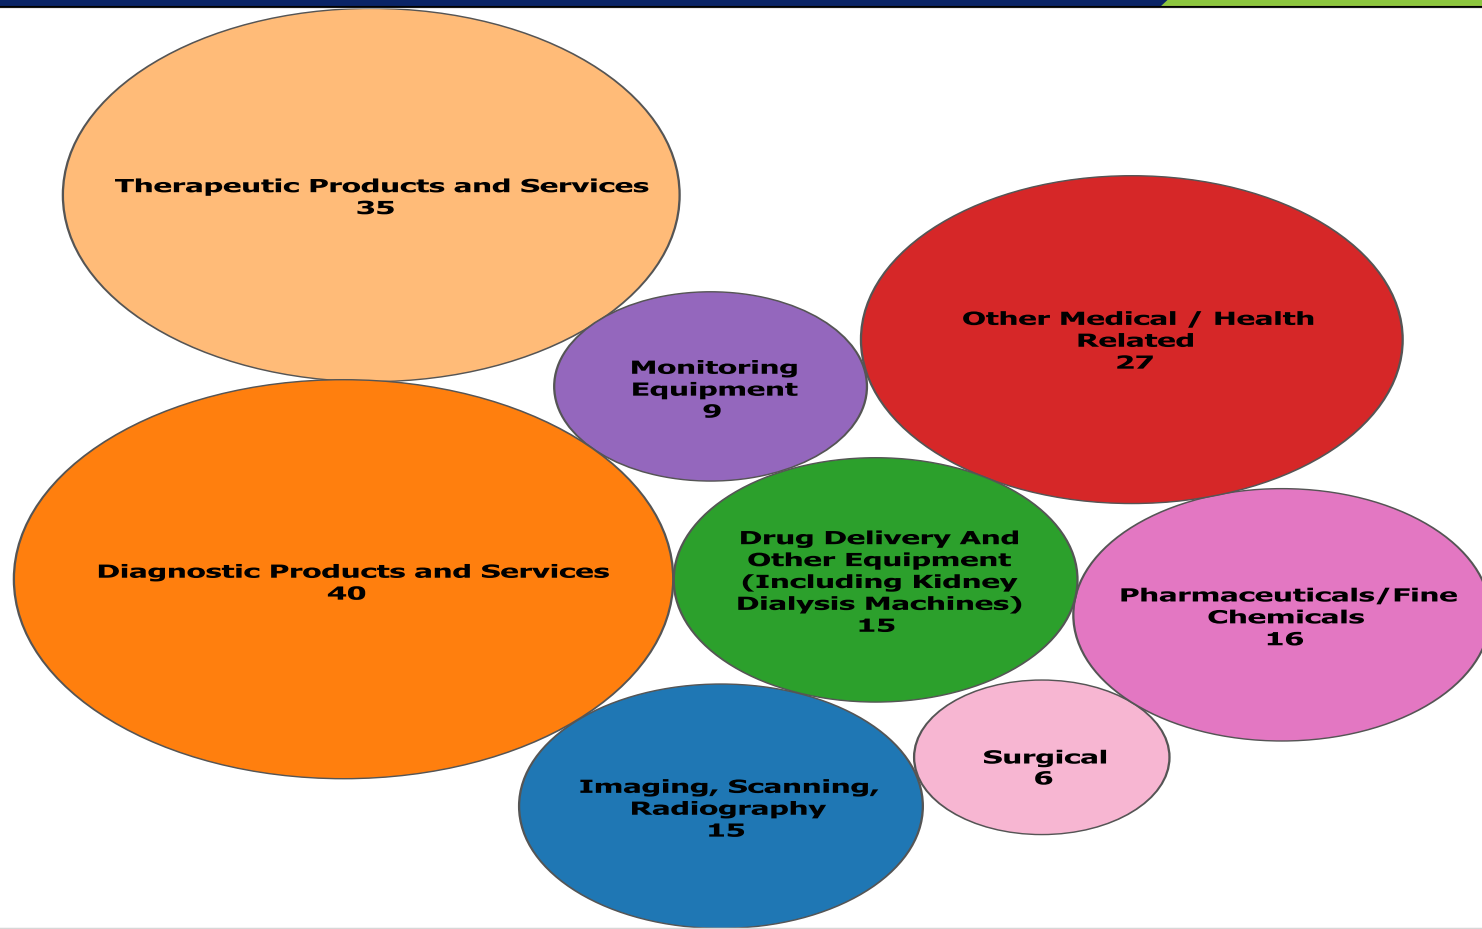 Therapeutic Products and Services
35
Other Medical / Health
Related
27
Monitoring
Equipment
9
Diagnostic Products and Services
40
Drug Delivery And
Other Equipment
(Including Kidney
Dialysis Machines)
15
Pharmaceuticals/Fine
Chemicals
16
Surgical
6
Imaging, Scanning,
Radiography
15